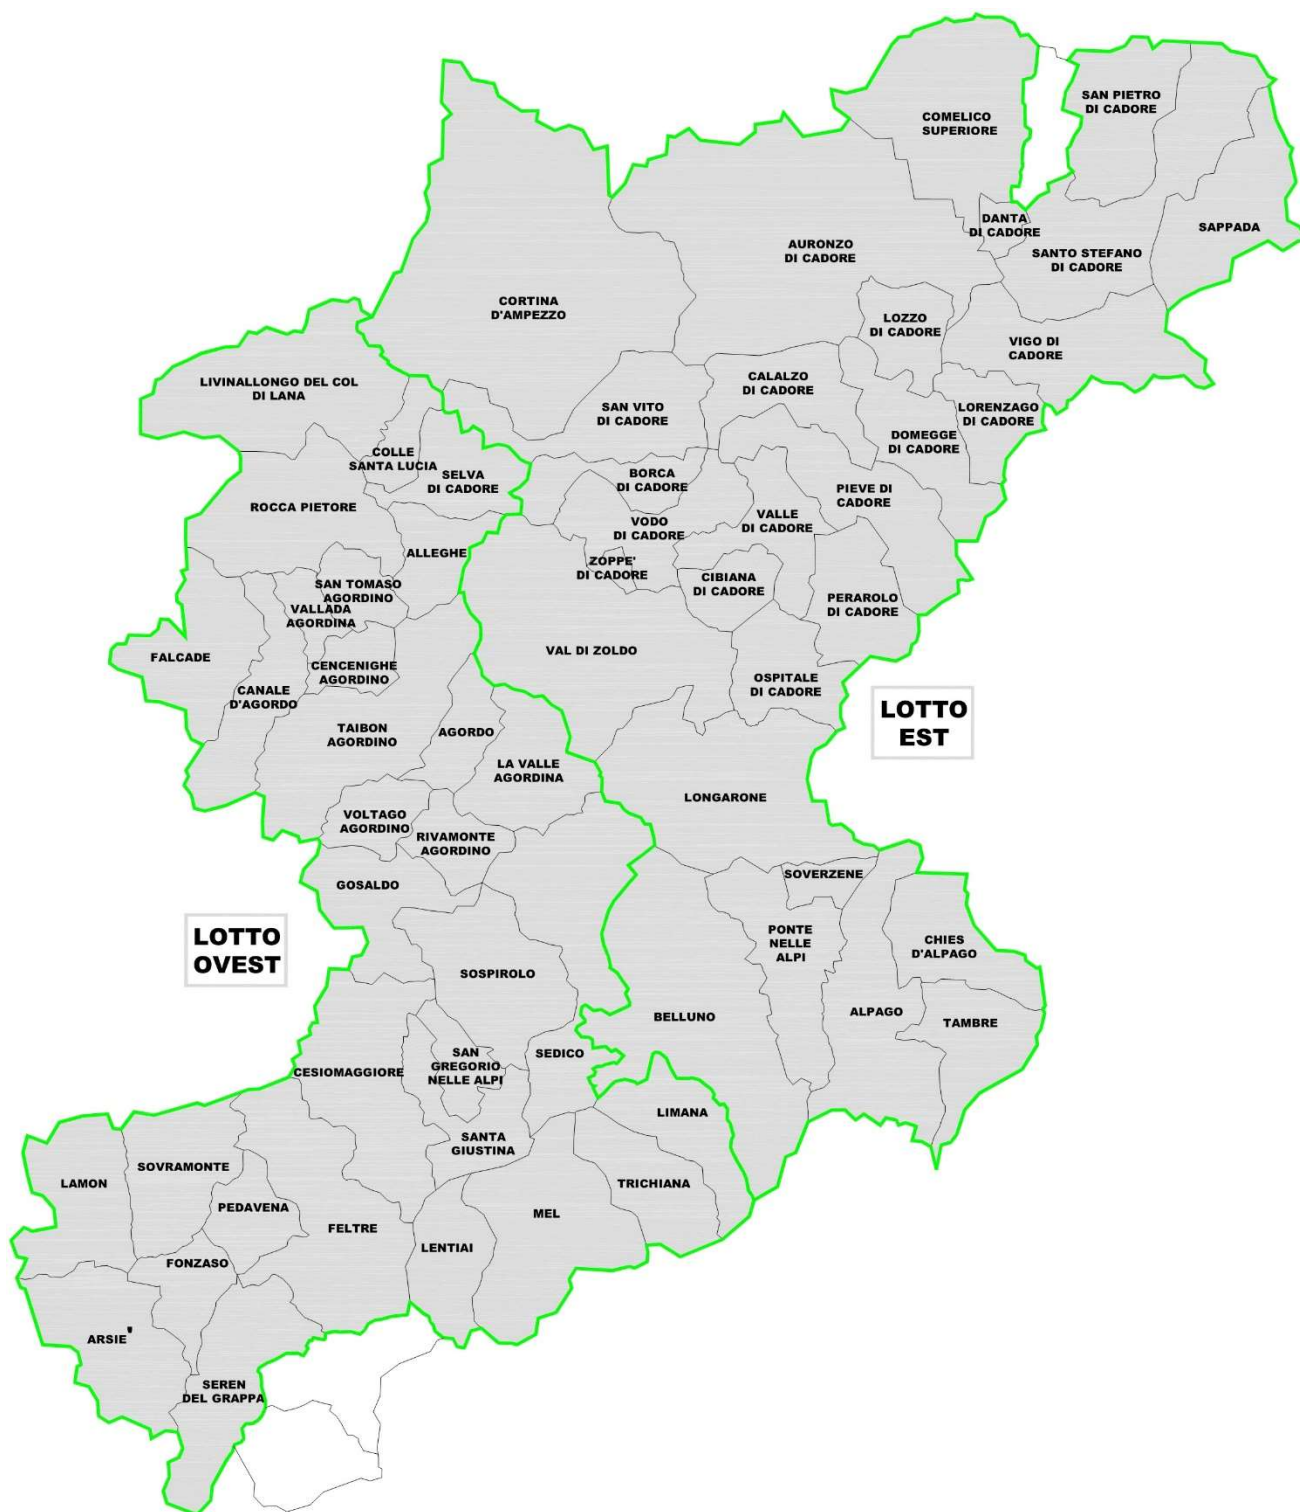 COMELICO
SUPERIORE
SAN PIETRO
DI CADORE
DANTA
DI CADORE
SANTO STEFANO
DI CADORE
SAPPADA
AURONZO
DI CADORE
CORTINA
D'AMPEZZO
LOZZO
DI CADORE
VIGO DI
CADORE
LIVINALLONGO DEL COL
DI LANA
SAN VITO
DI CADORE
CALALZO
DI CADORE
LORENZAGO
DI CADORE
DOMEGGE
DI CADORE
COLLE
SANTA LUCIA
SELVA
DI CADORE
BORCA
DI CADORE
PIEVE DI
CADORE
ROCCA PIETORE
VODO
DI CADORE
VALLE
DI CADORE
ALLEGHE
ZOPPE'
DI CADORE
CIBIANA
DI CADORE
PERAROLO
DI CADORE
SAN TOMASO
AGORDINO
VALLADA
AGORDINA
FALCADE
CENCENIGHE
AGORDINO
VAL DI ZOLDO
OSPITALE
DI CADORE
CANALE
D'AGORDO
TAIBON
AGORDINO
AGORDO
LA VALLE
AGORDINA
LOTTO
EST
LONGARONE
VOLTAGO
AGORDINO
RIVAMONTE
AGORDINO
GOSALDO
SOVERZENE
LOTTO
OVEST
SOSPIROLO
PONTE
NELLE
ALPI
CHIES
D'ALPAGO
BELLUNO
ALPAGO
TAMBRE
CESIOMAGGIORE
SAN
GREGORIO
NELLE ALPI
SEDICO
LIMANA
SANTA
GIUSTINA
TRICHIANA
LAMON
SOVRAMONTE
PEDAVENA
FELTRE
LENTIAI
MEL
FONZASO
ARSIE'
SEREN
DEL GRAPPA